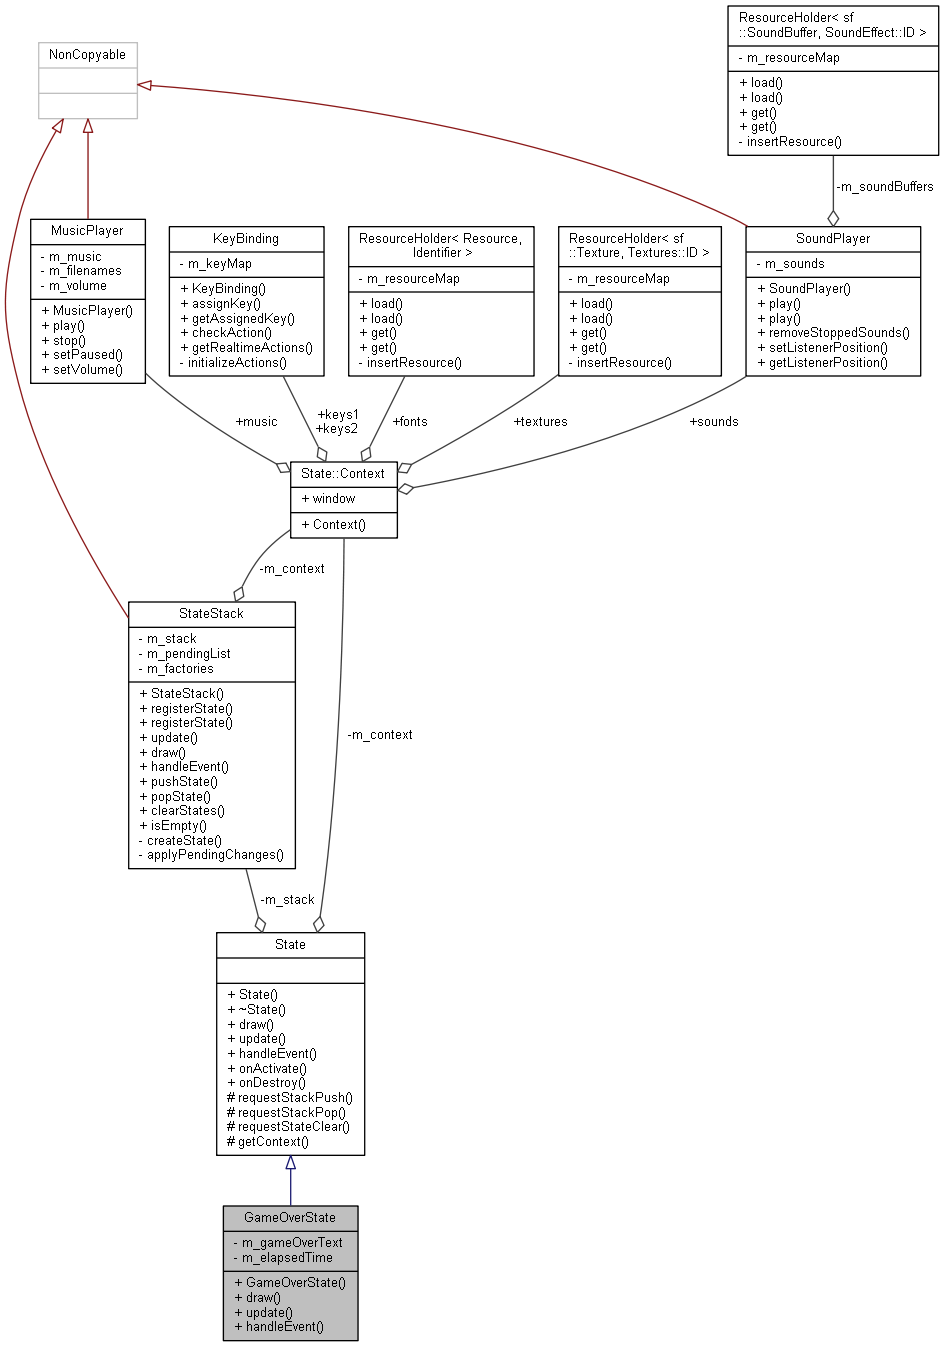 ResourceHolder< sf
::SoundBuffer, SoundEffect::ID >
- m_resourceMap
+ load()
+ load()
+ get()
+ get()
- insertResource()
NonCopyable
-m_soundBuffers
MusicPlayer
- m_music
- m_filenames
- m_volume
+ MusicPlayer()
+ play()
+ stop()
+ setPaused()
+ setVolume()
KeyBinding
- m_keyMap
+ KeyBinding()
+ assignKey()
+ getAssignedKey()
+ checkAction()
+ getRealtimeActions()
- initializeActions()
ResourceHolder< Resource,
Identifier >
- m_resourceMap
+ load()
+ load()
+ get()
+ get()
- insertResource()
ResourceHolder< sf
::Texture, Textures::ID >
- m_resourceMap
+ load()
+ load()
+ get()
+ get()
- insertResource()
SoundPlayer
- m_sounds
+ SoundPlayer()
+ play()
+ play()
+ removeStoppedSounds()
+ setListenerPosition()
+ getListenerPosition()
+music
+keys1
+keys2
+fonts
+textures
+sounds
State::Context
+ window
+ Context()
-m_context
StateStack
- m_stack
- m_pendingList
- m_factories
+ StateStack()
+ registerState()
+ registerState()
+ update()
+ draw()
+ handleEvent()
+ pushState()
+ popState()
+ clearStates()
+ isEmpty()
- createState()
- applyPendingChanges()
-m_context
-m_stack
State
+ State()
+ ~State()
+ draw()
+ update()
+ handleEvent()
+ onActivate()
+ onDestroy()
# requestStackPush()
# requestStackPop()
# requestStateClear()
# getContext()
GameOverState
- m_gameOverText
- m_elapsedTime
+ GameOverState()
+ draw()
+ update()
+ handleEvent()